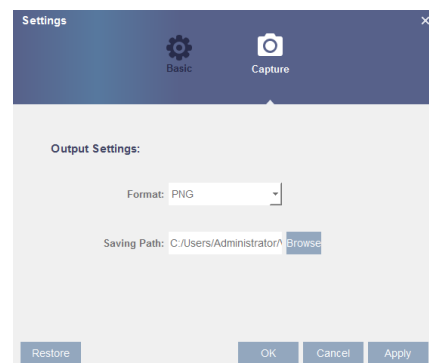 Settings
×
Basic
Capture
Output Settings:
Format: PNG
Saving Path: C:/Users/Administrator/ Browse
Restore OK Cancel Apply